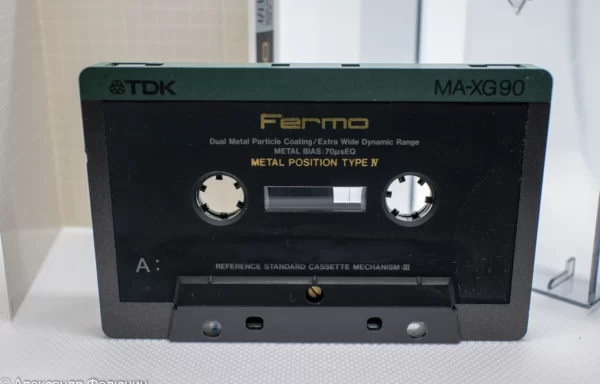 TDK MA-XG90
Fermo
Dual Metal Particle Coating/Extra Wide Dynamic Range
METAL BIAS:70μsEQ
METAL POSITION TYPE Ⅳ
A:
REFERENCE STANDARD CASSETTE MECHANISM-Ⅲ
© Александр